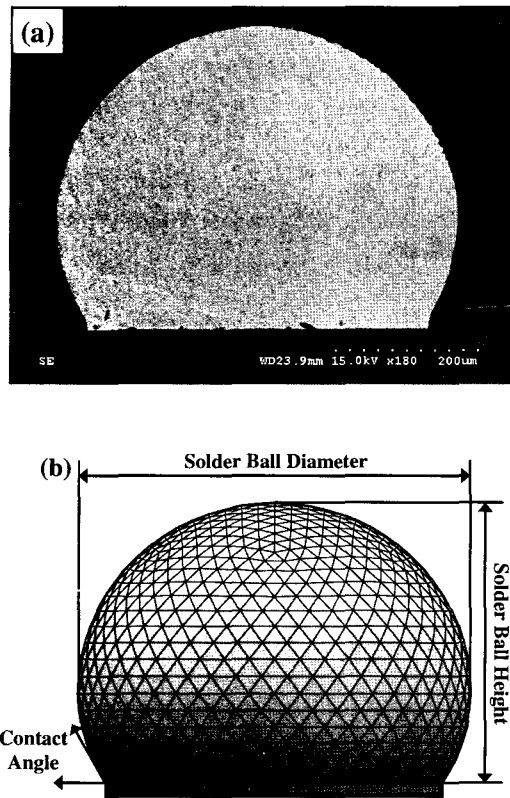 (a)
SE
WD23.9mm 15.0kV x180 200um
(b)
Solder Ball Diameter
Solder Ball Height
Contact
Angle